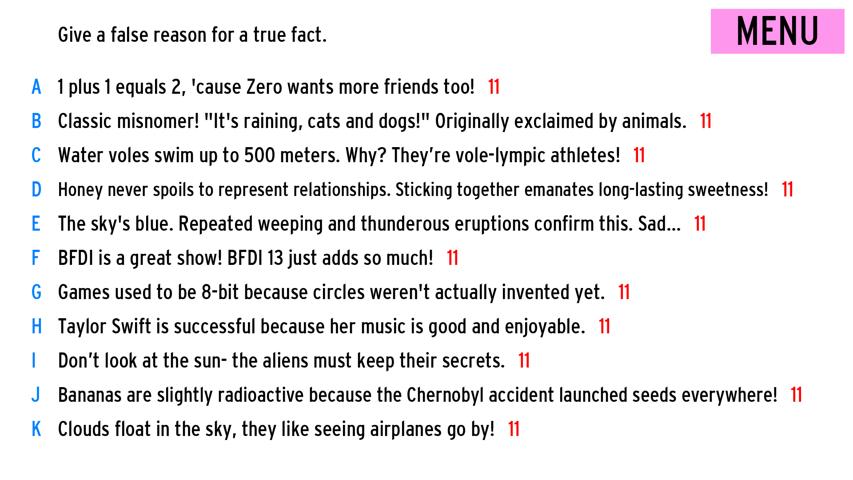 Give a false reason for a true fact.
MENU
A 1 plus 1 equals 2, 'cause Zero wants more friends too! 11
B Classic misnomer! "It's raining, cats and dogs!" Originally exclaimed by animals. 11
C Water voles swim up to 500 meters. Why? They’re vole-lympic athletes! 11
D Honey never spoils to represent relationships. Sticking together emanates long-lasting sweetness! 11
E The sky's blue. Repeated weeping and thunderous eruptions confirm this. Sad... 11
F BFDI is a great show! BFDI 13 just adds so much! 11
G Games used to be 8-bit because circles weren't actually invented yet. 11
H Taylor Swift is successful because her music is good and enjoyable. 11
I Don’t look at the sun- the aliens must keep their secrets. 11
J Bananas are slightly radioactive because the Chernobyl accident launched seeds everywhere! 11
K Clouds float in the sky, they like seeing airplanes go by! 11